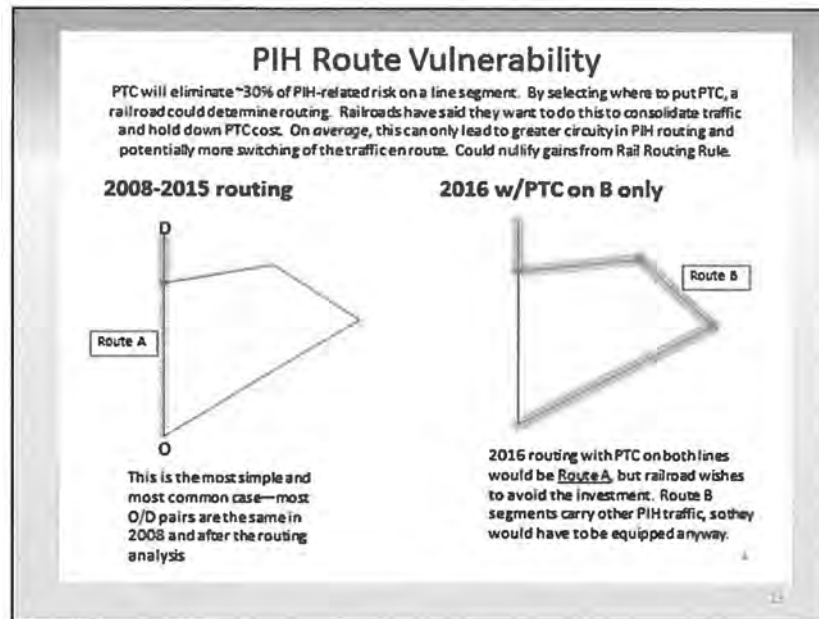 PIH Route Vulnerability
PTC will eliminate ~30% of PIH-related risk on a line segment. By selecting where to put PTC, a
railroad could determine routing. Railroads have said they want to do this to consolidate traffic
and hold down PTC cost. On average, this can only lead to greater circuity in PIH routing and
potentially more switching of the traffic en route. Could nullify gains from Rail Routing Rule.
2008-2015 routing
D
Route A
O
This is the most simple and
most common case—most
O/D pairs are the same in
2008 and after the routing
analysis
2016 w/PTC on B only
Route B
2016 routing with PTC on both lines
would be Route A, but railroad wishes
to avoid the investment. Route B
segments carry other PIH traffic, so they
would have to be equipped anyway.